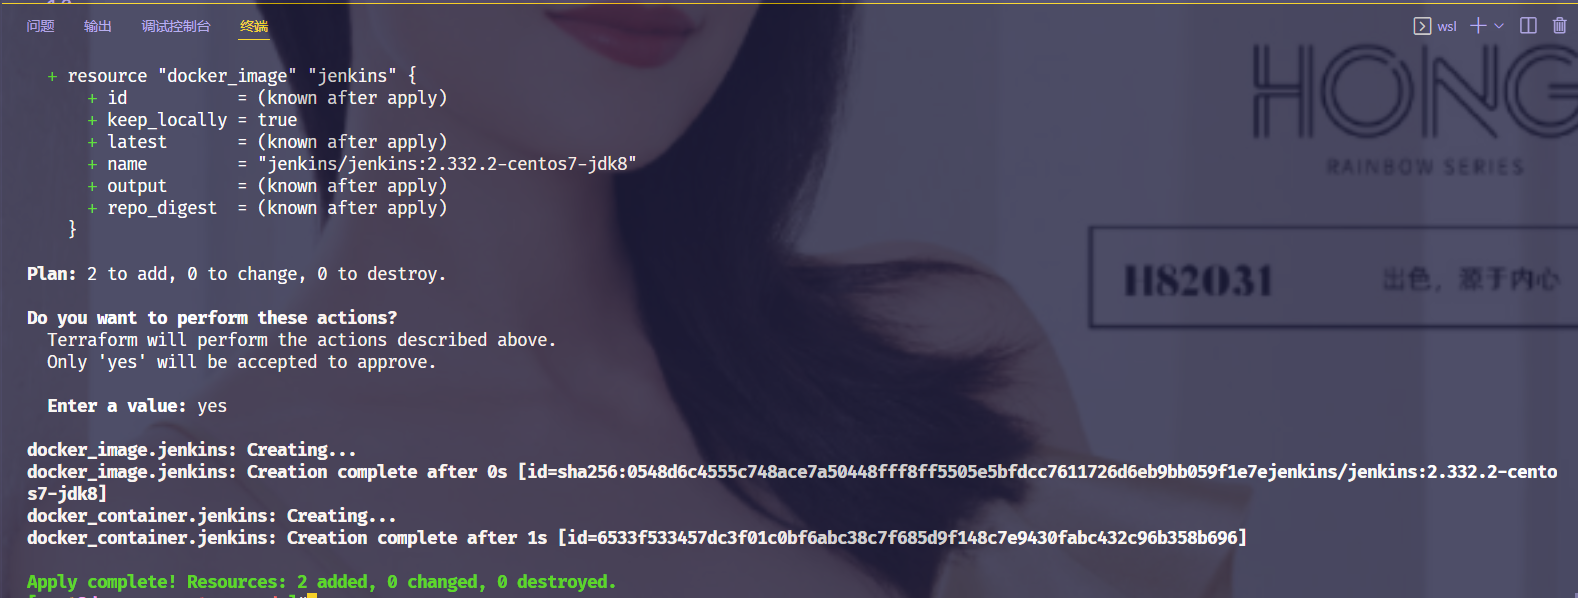 问题 输出 调试控制台 终端 wsl
+ resource "docker_image" "jenkins" {
+ id = (known after apply)
+ keep_locally = true
+ latest = (known after apply)
+ name = "jenkins/jenkins:2.332.2-centos7-jdk8"
+ output = (known after apply)
+ repo_digest = (known after apply)
}
Plan: 2 to add, 0 to change, 0 to destroy.
Do you want to perform these actions?
Terraform will perform the actions described above.
Only 'yes' will be accepted to approve.
Enter a value: yes
docker_image.jenkins: Creating...
docker_image.jenkins: Creation complete after 0s [id=sha256:0548d6c4555c748ace7a50448fff8ff5505e5bfdcc7611726d6eb9bb059f1e7ejenkins/jenkins:2.332.2-cento
s7-jdk8]
docker_container.jenkins: Creating...
docker_container.jenkins: Creation complete after 1s [id=6533f533457dc3f01c0bf6abc38c7f685d9f148c7e9430fabc432c96b358b696]
Apply complete! Resources: 2 added, 0 changed, 0 destroyed.
HONG
RAINBOW SERIES
H82031 出色，源于内心